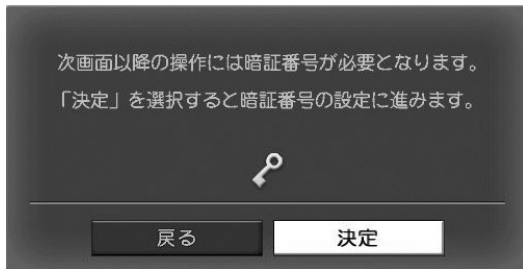 次画面以降の操作には暗証番号が必要となります。
「決定」を選択すると暗証番号の設定に進みます。
戻る
決定